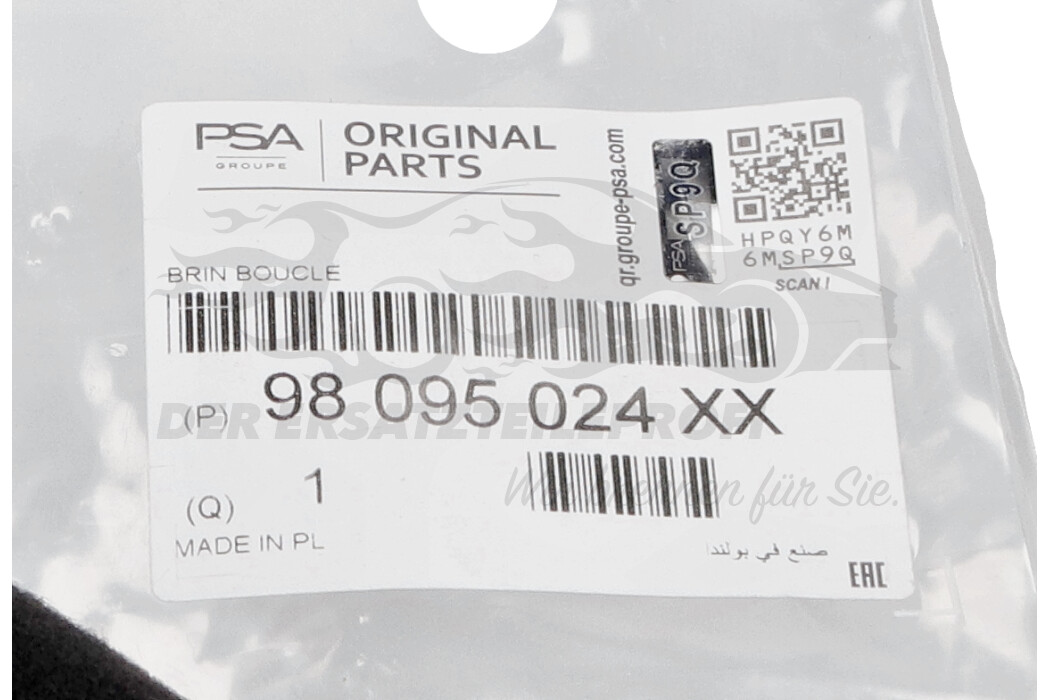 PSA
GROUPE
ORIGINAL
PARTS
qr.groupe-psa.com
PSA SP9Q
HPQY6M
6MSP9Q
SCAN !
BRIN BOUCLE
(P) 98 095 024 XX
DER ERSATZTEILEPROFI
(Q) 1
für Sie.
MADE IN PL
صنع في بولندا
EAC